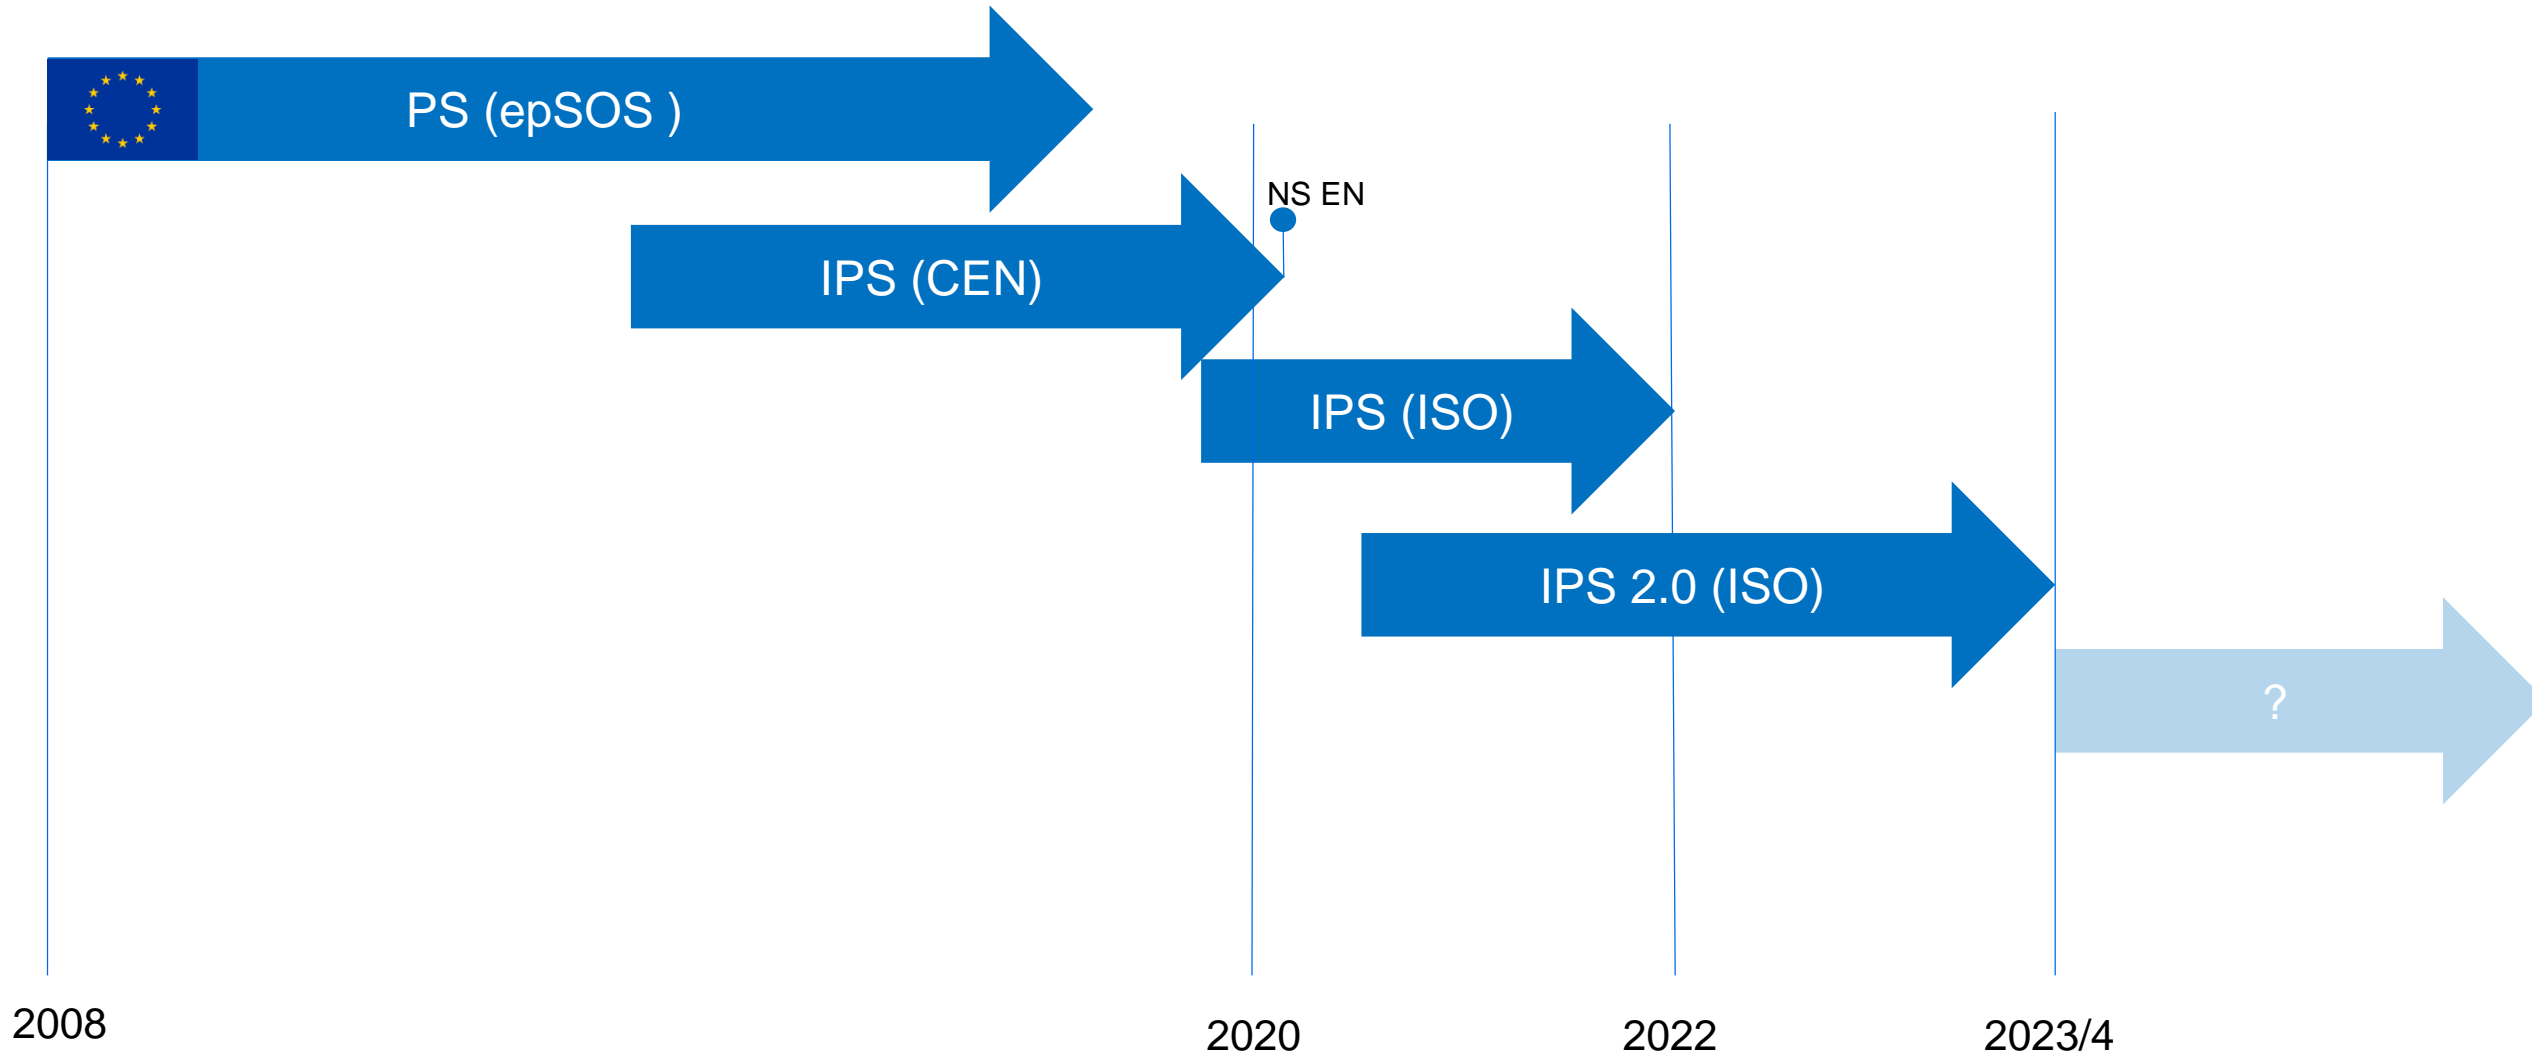 PS (epSOS )
NS EN
IPS (CEN)
IPS (ISO)
IPS 2.0 (ISO)
?
2008
2020
2022
2023/4